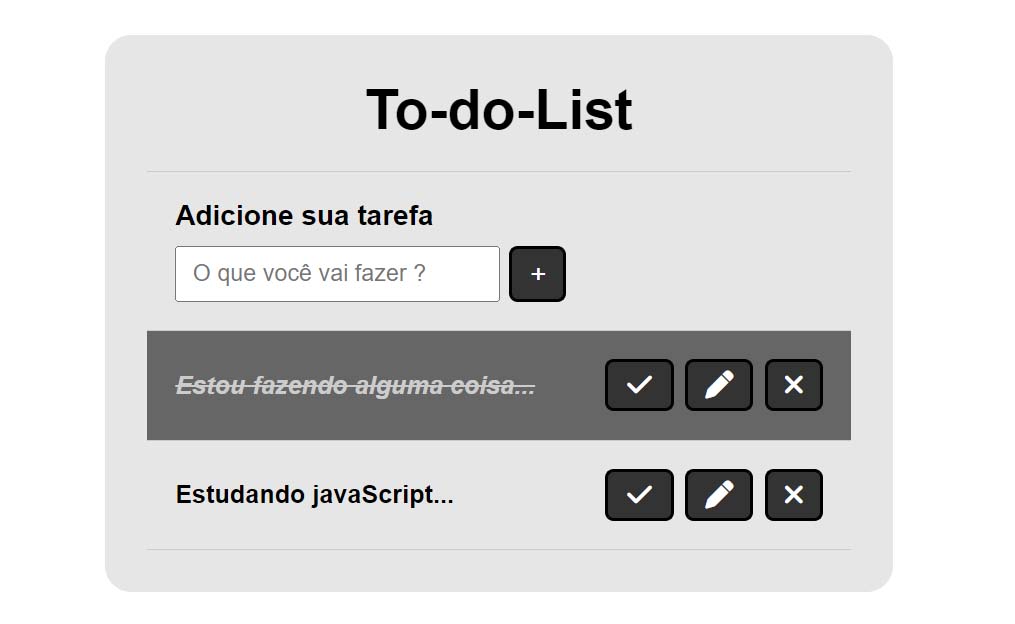 To-do-List
Adicione sua tarefa
O que você vai fazer ?
+
Estou fazendo alguma coisa...
Estudando javaScript...